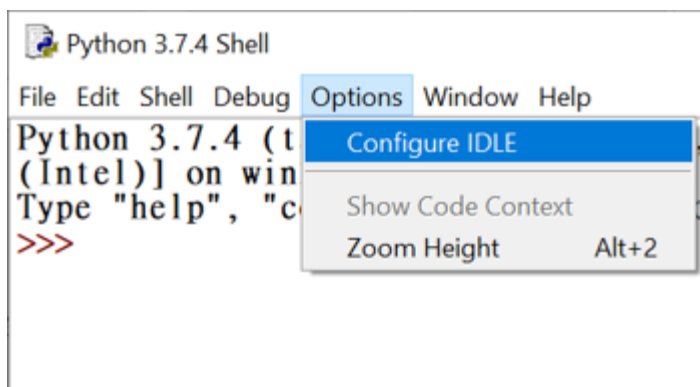 Python 3.7.4 Shell
File Edit Shell Debug Options Window Help
Python 3.7.4 (t
(Intel)] on win
Type "help", "c
>>>
Configure IDLE
Show Code Context
Zoom Height Alt+2